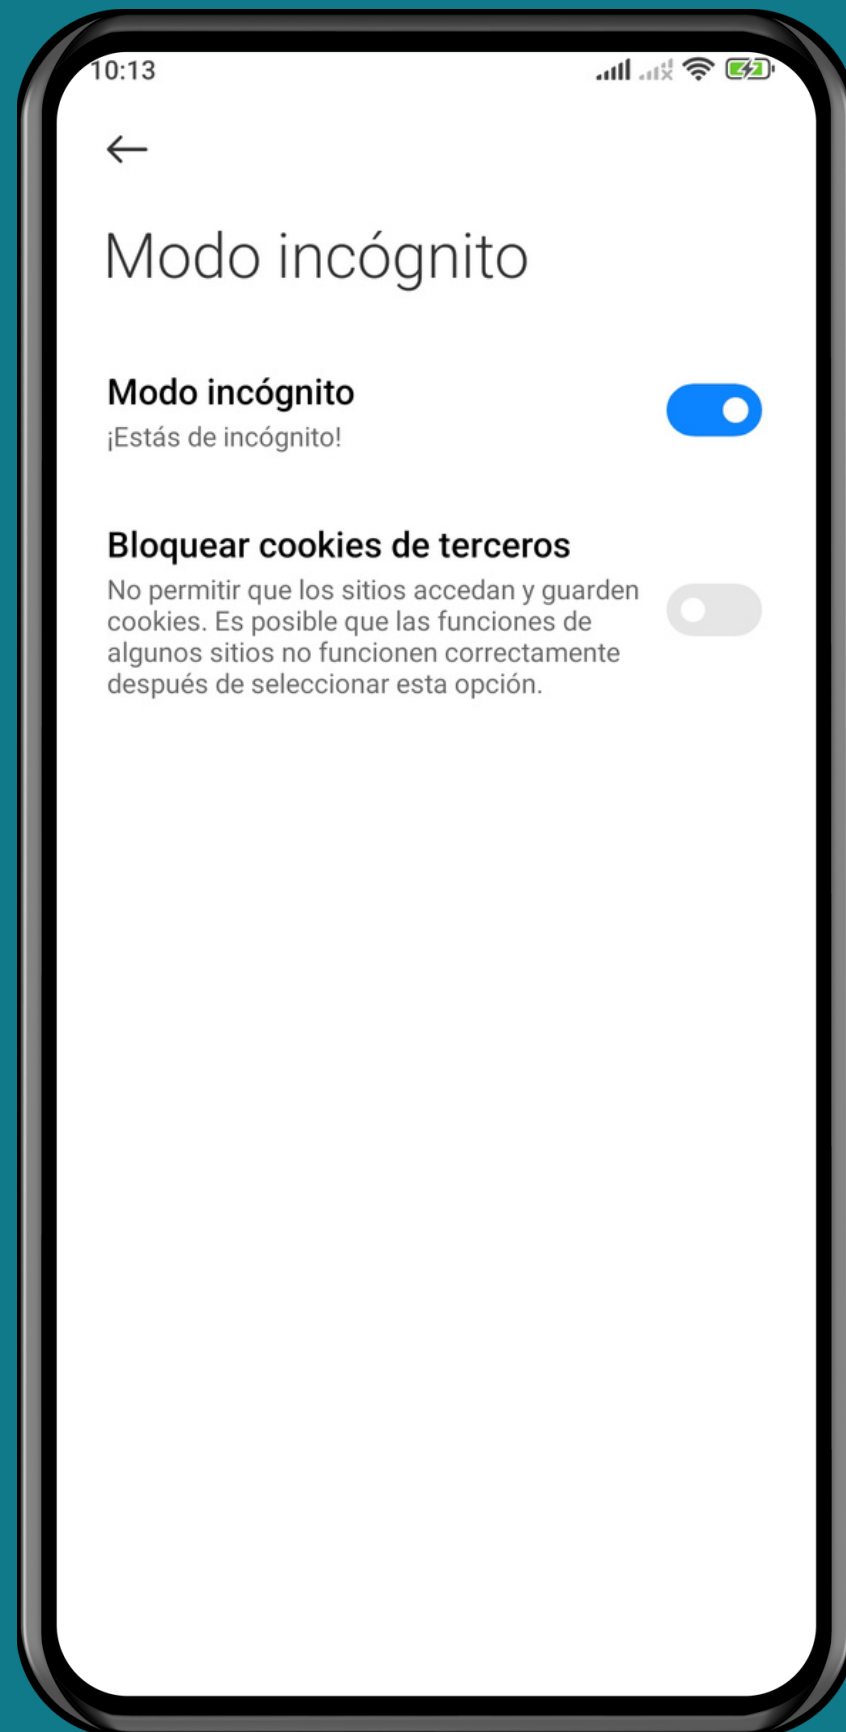 10:13
Modo incógnito
Modo incógnito
¡Estás de incógnito!
Bloquear cookies de terceros
No permitir que los sitios accedan y guarden
cookies. Es posible que las funciones de
algunos sitios no funcionen correctamente
después de seleccionar esta opción.